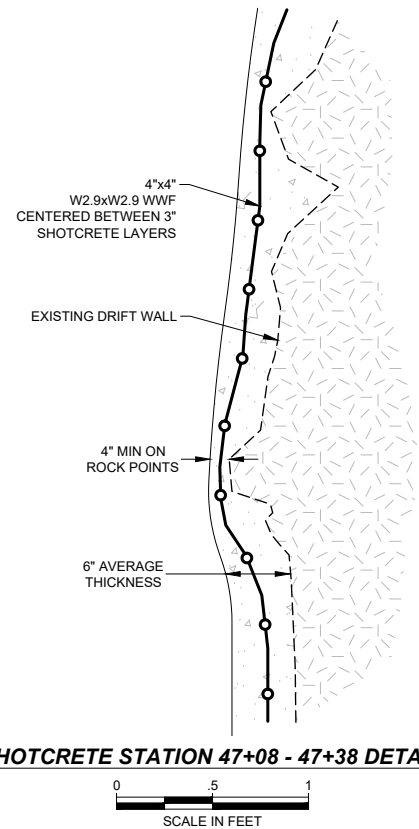 4"x4"
W2.9xW2.9 WWF
CENTERED BETWEEN 3"
SHOTCRETE LAYERS
EXISTING DRIFT WALL
4" MIN ON
ROCK POINTS
6" AVERAGE
THICKNESS
HOTCRETE STATION 47+08 - 47+38 DETA
0 .5 1
SCALE IN FEET